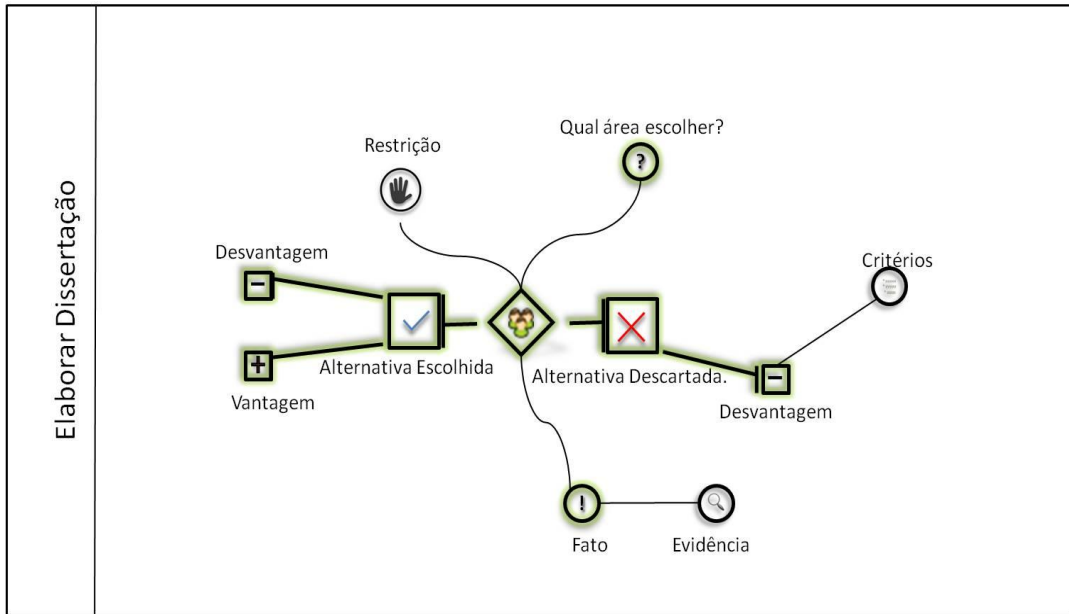 Elaborar Dissertação
Qual área escolher?
?
Restrição
Desvantagem
Critérios
Alternativa Escolhida
Alternativa Descartada.
Vantagem
Desvantagem
!
Fato
Evidência